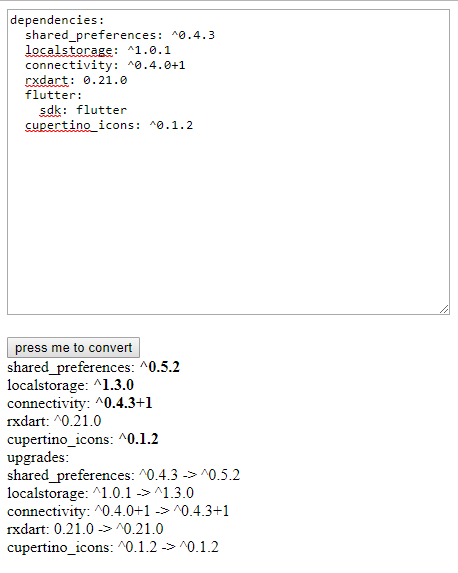 dependencies:
shared_preferences: ^0.4.3
localstorage: ^1.0.1
connectivity: ^0.4.0+1
rxdart: 0.21.0
flutter:
sdk: flutter
cupertino_icons: ^0.1.2
press me to convert
shared_preferences: ^0.5.2
localstorage: ^1.3.0
connectivity: ^0.4.3+1
rxdart: ^0.21.0
cupertino_icons: ^0.1.2
upgrades:
shared_preferences: ^0.4.3 -> ^0.5.2
localstorage: ^1.0.1 -> ^1.3.0
connectivity: ^0.4.0+1 -> ^0.4.3+1
rxdart: 0.21.0 -> ^0.21.0
cupertino_icons: ^0.1.2 -> ^0.1.2